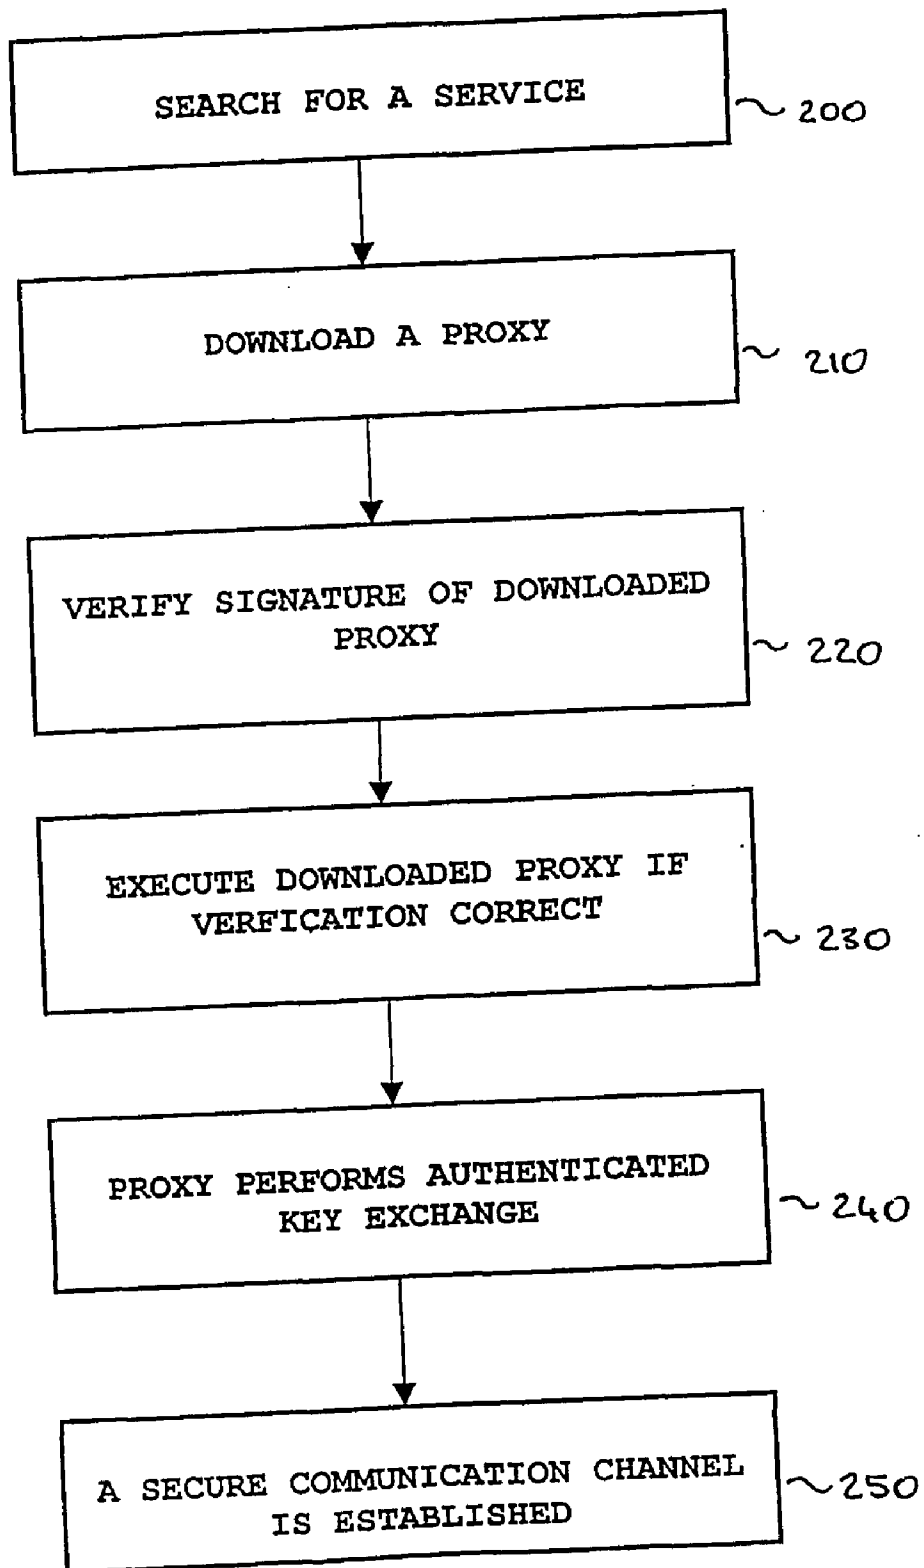 SEARCH FOR A SERVICE
200
DOWNLOAD A PROXY
210
VERIFY SIGNATURE OF DOWNLOADED
PROXY
220
EXECUTE DOWNLOADED PROXY IF
VERFICATION CORRECT
230
PROXY PERFORMS AUTHENTICATED
KEY EXCHANGE
240
A SECURE COMMUNICATION CHANNEL
IS ESTABLISHED
250